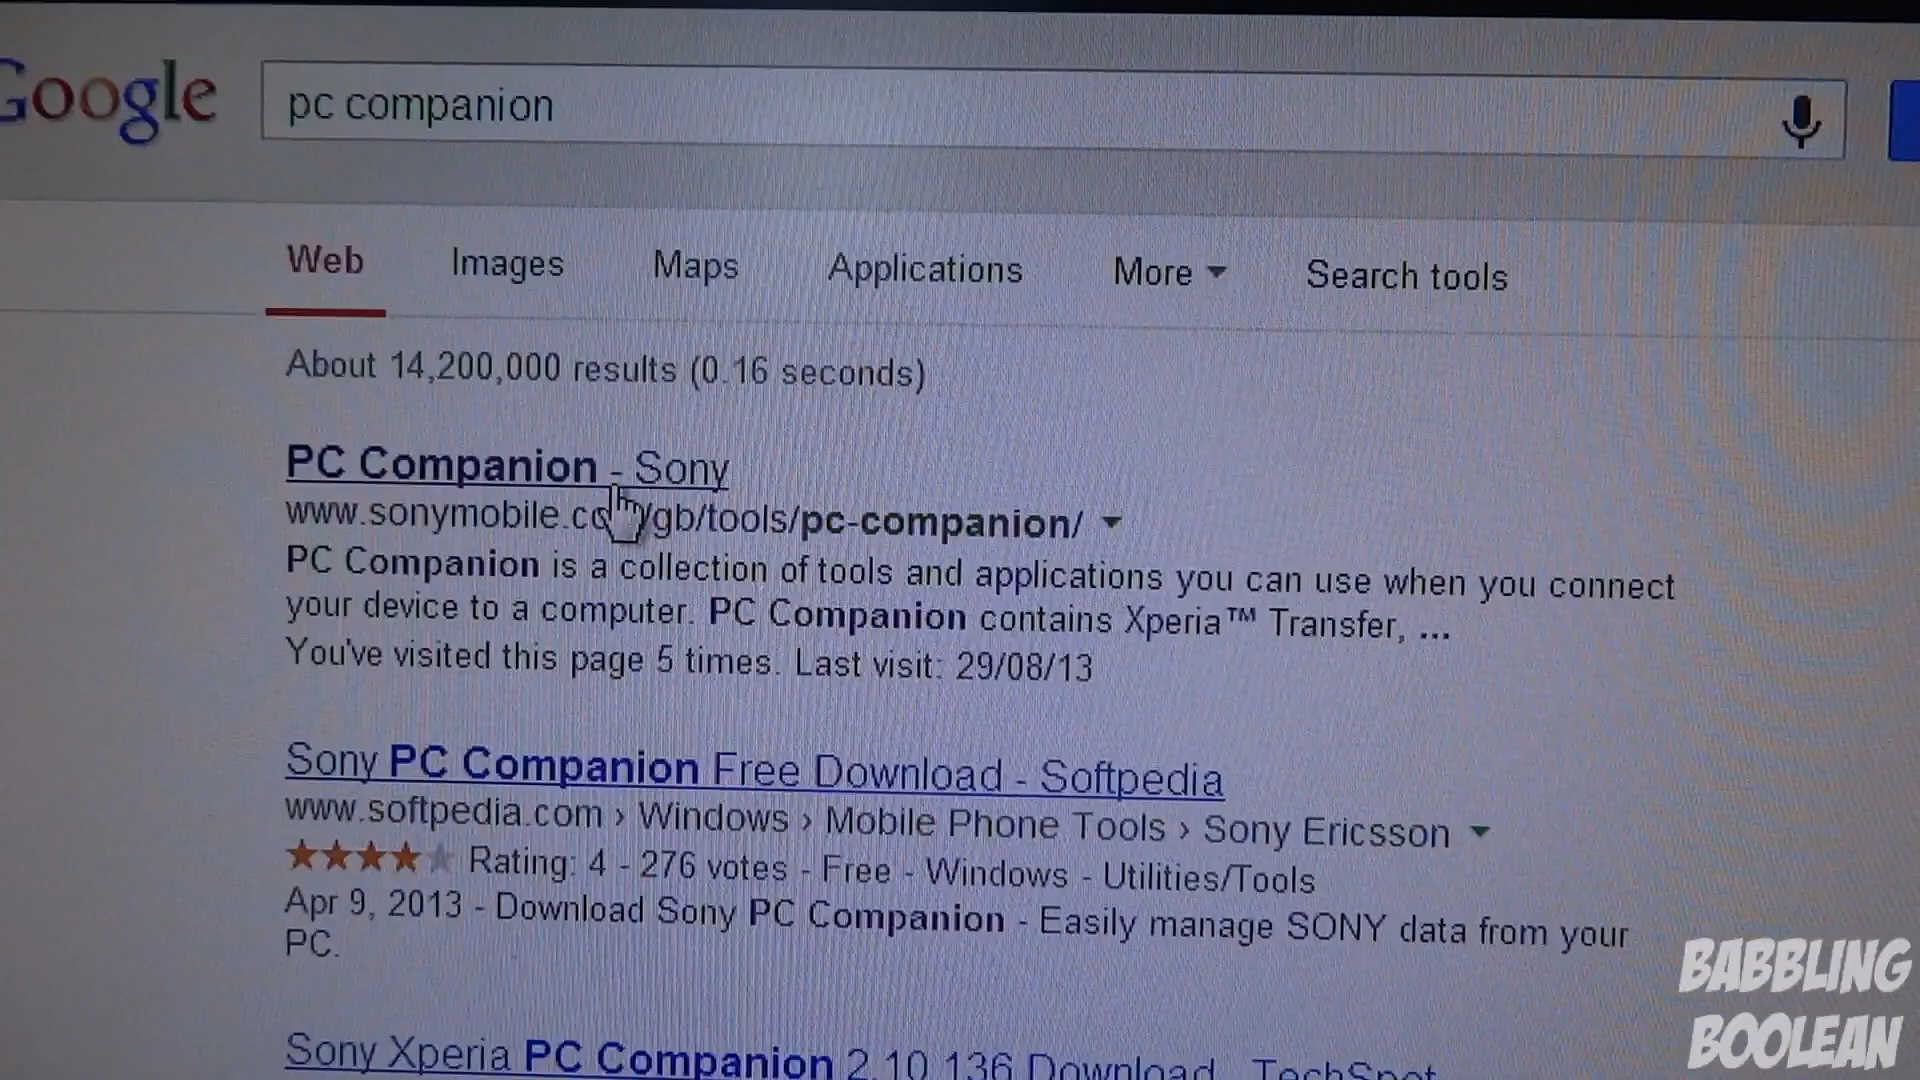 Google
pc companion
Web Images Maps Applications More Search tools
About 14,200,000 results (0.16 seconds)
PC Companion - Sony
www.sonymobile.co /gb/tools/pc-companion/
PC Companion is a collection of tools and applications you can use when you connect
your device to a computer. PC Companion contains Xperia™ Transfer, ...
You've visited this page 5 times. Last visit: 29/08/13
Sony PC Companion Free Download - Softpedia
www.softpedia.com › Windows › Mobile Phone Tools › Sony Ericsson
Rating: 4 - 276 votes - Free - Windows - Utilities/Tools
Apr 9, 2013 - Download Sony PC Companion - Easily manage SONY data from your
PC.
Sony Xperia PC Companion 2.10.136 Download - TechSpot
BABBLING
BOOLEAN